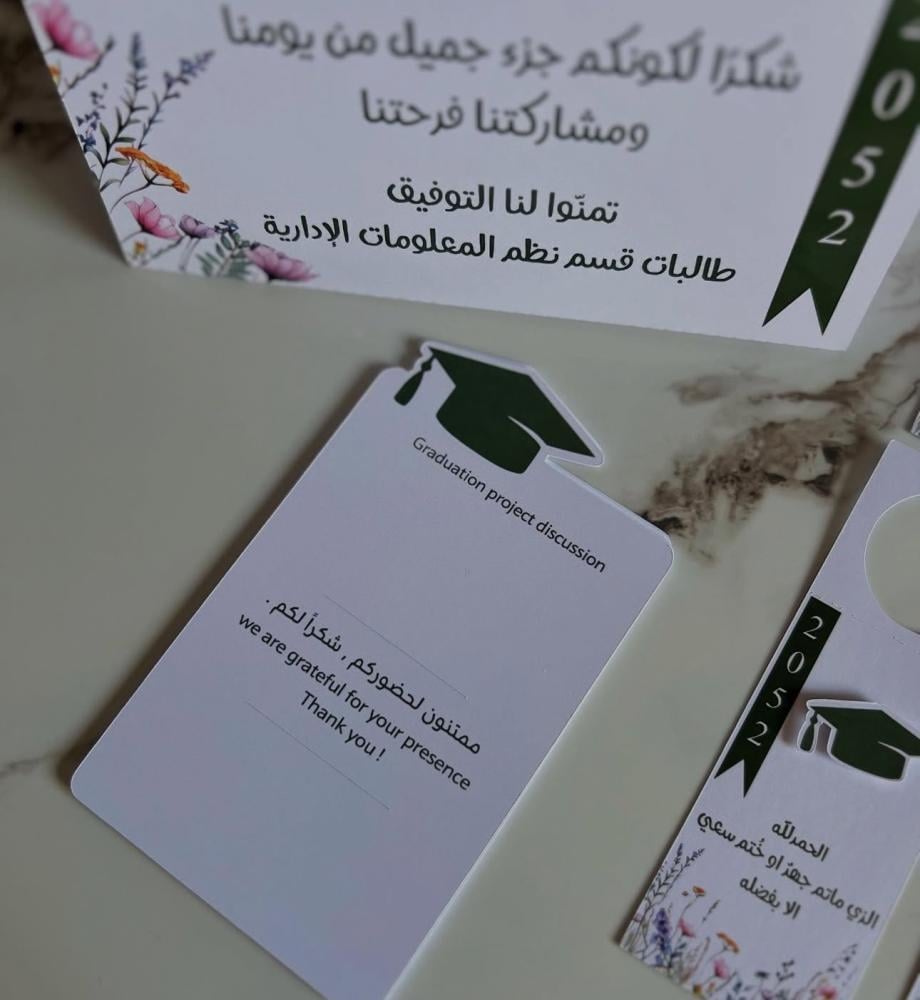 شكرًا لكونكم جزء جميل من يومنا
ومشاركتنا فرحتنا
تمنّوا لنا التوفيق
طالبات قسم نظم المعلومات الإدارية
2052
Graduation project discussion
ممتنون لحضوركم , شكراً لكم .
we are grateful for your presence
Thank you !
2052
الحمدلله
الذي ماتم جهدٌ او خُتم سعي
الا بفضله